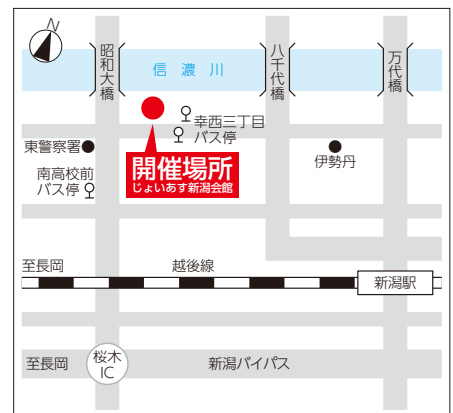 N
昭和大橋
信濃川
八千代橋
万代橋
幸西三丁目
バス停
東警察署
伊勢丹
開催場所
じょいあす新潟会館
南高校前
バス停
至長岡
越後線
新潟駅
至長岡
桜木
IC
新潟バイパス